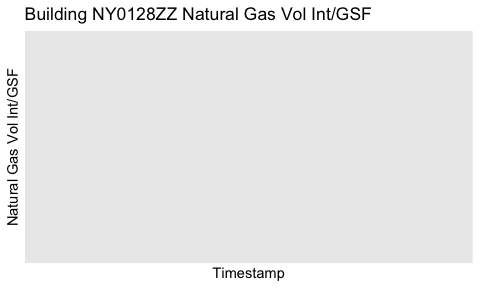 Building NY0128ZZ Natural Gas Vol Int/GSF
Natural Gas Vol Int/GSF
Timestamp